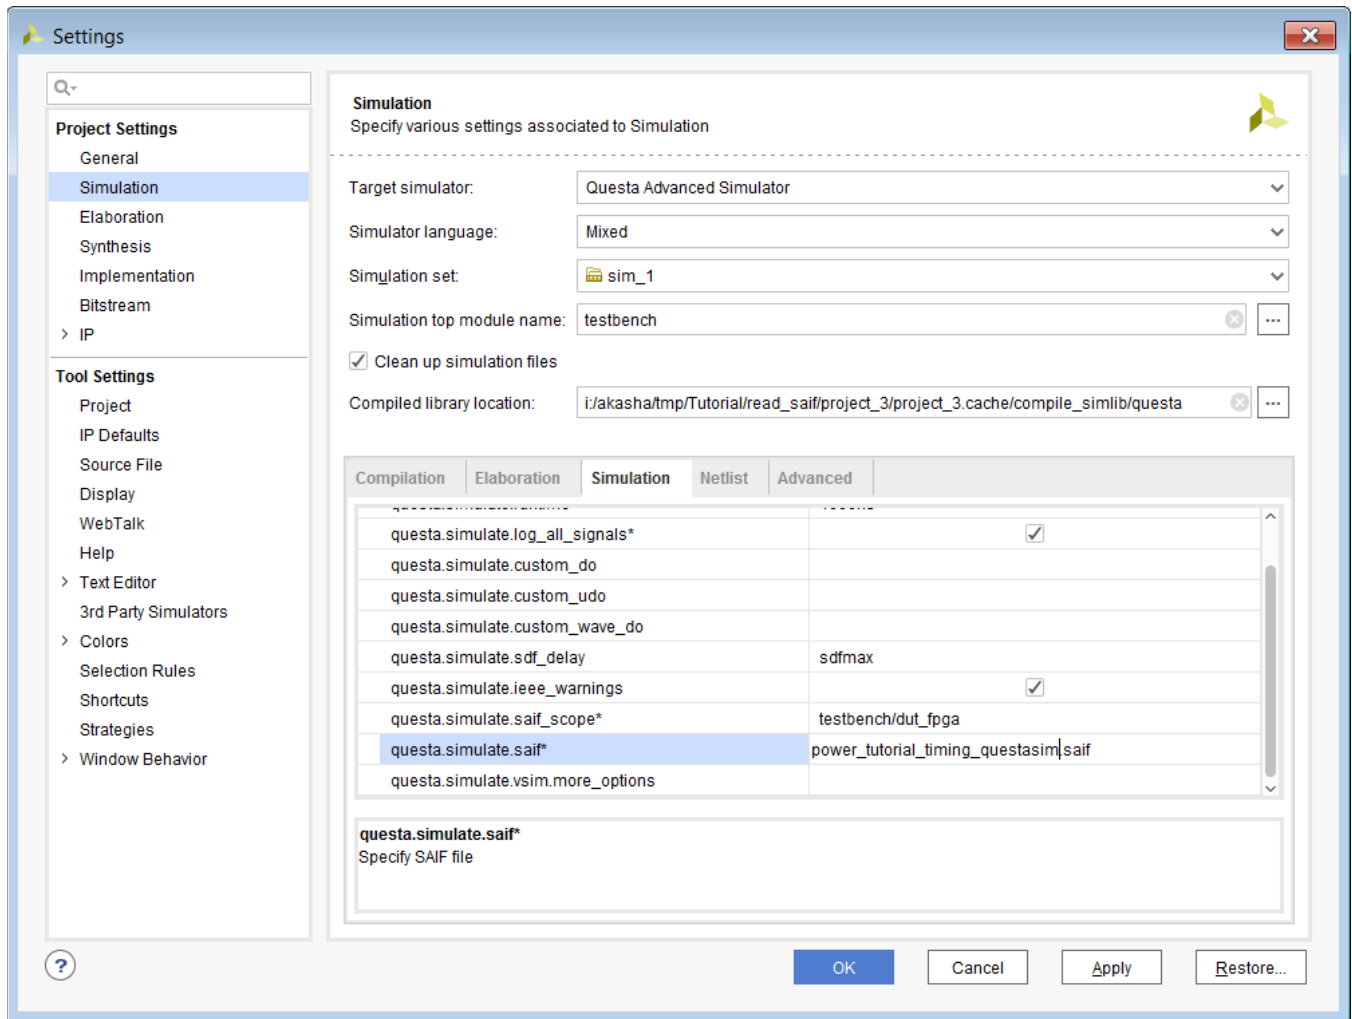 Settings
Project Settings
General
Simulation
Elaboration
Synthesis
Implementation
Bitstream
IP
Tool Settings
Project
IP Defaults
Source File
Display
WebTalk
Help
Text Editor
3rd Party Simulators
Colors
Selection Rules
Shortcuts
Strategies
Window Behavior
Simulation
Specify various settings associated to Simulation
Target simulator: Questa Advanced Simulator
Simulator language: Mixed
Simulation set: sim_1
Simulation top module name: testbench
Clean up simulation files
Compiled library location: i:/akasha/tmp/Tutorial/read_saif/project_3/project_3.cache/compile_simlib/questa
Compilation Elaboration Simulation Netlist Advanced
questa.simulate.log_all_signals*
questa.simulate.custom_do
questa.simulate.custom_udo
questa.simulate.custom_wave_do
questa.simulate.sdf_delay sdfmax
questa.simulate.ieee_warnings
questa.simulate.saif_scope* testbench/dut_fpga
questa.simulate.saif* power_tutorial_timing_questasim.saif
questa.simulate.vsim.more_options
questa.simulate.saif*
Specify SAIF file
? OK Cancel Apply Restore...